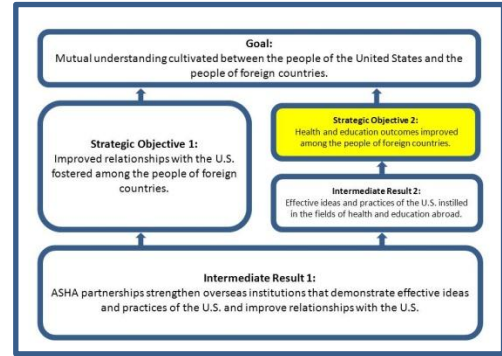 Goal:
Mutual understanding cultivated between the people of the United States and the
people of foreign countries.
Strategic Objective 1:
Improved relationships with the U.S.
fostered among the people of foreign
countries.
Strategic Objective 2:
Health and education outcomes improved
among the people of foreign countries.
Intermediate Result 2:
Effective ideas and practices of the U.S. instilled
in the fields of health and education abroad.
Intermediate Result 1:
ASHA partnerships strengthen overseas institutions that demonstrate effective ideas
and practices of the U.S. and improve relationships with the U.S.